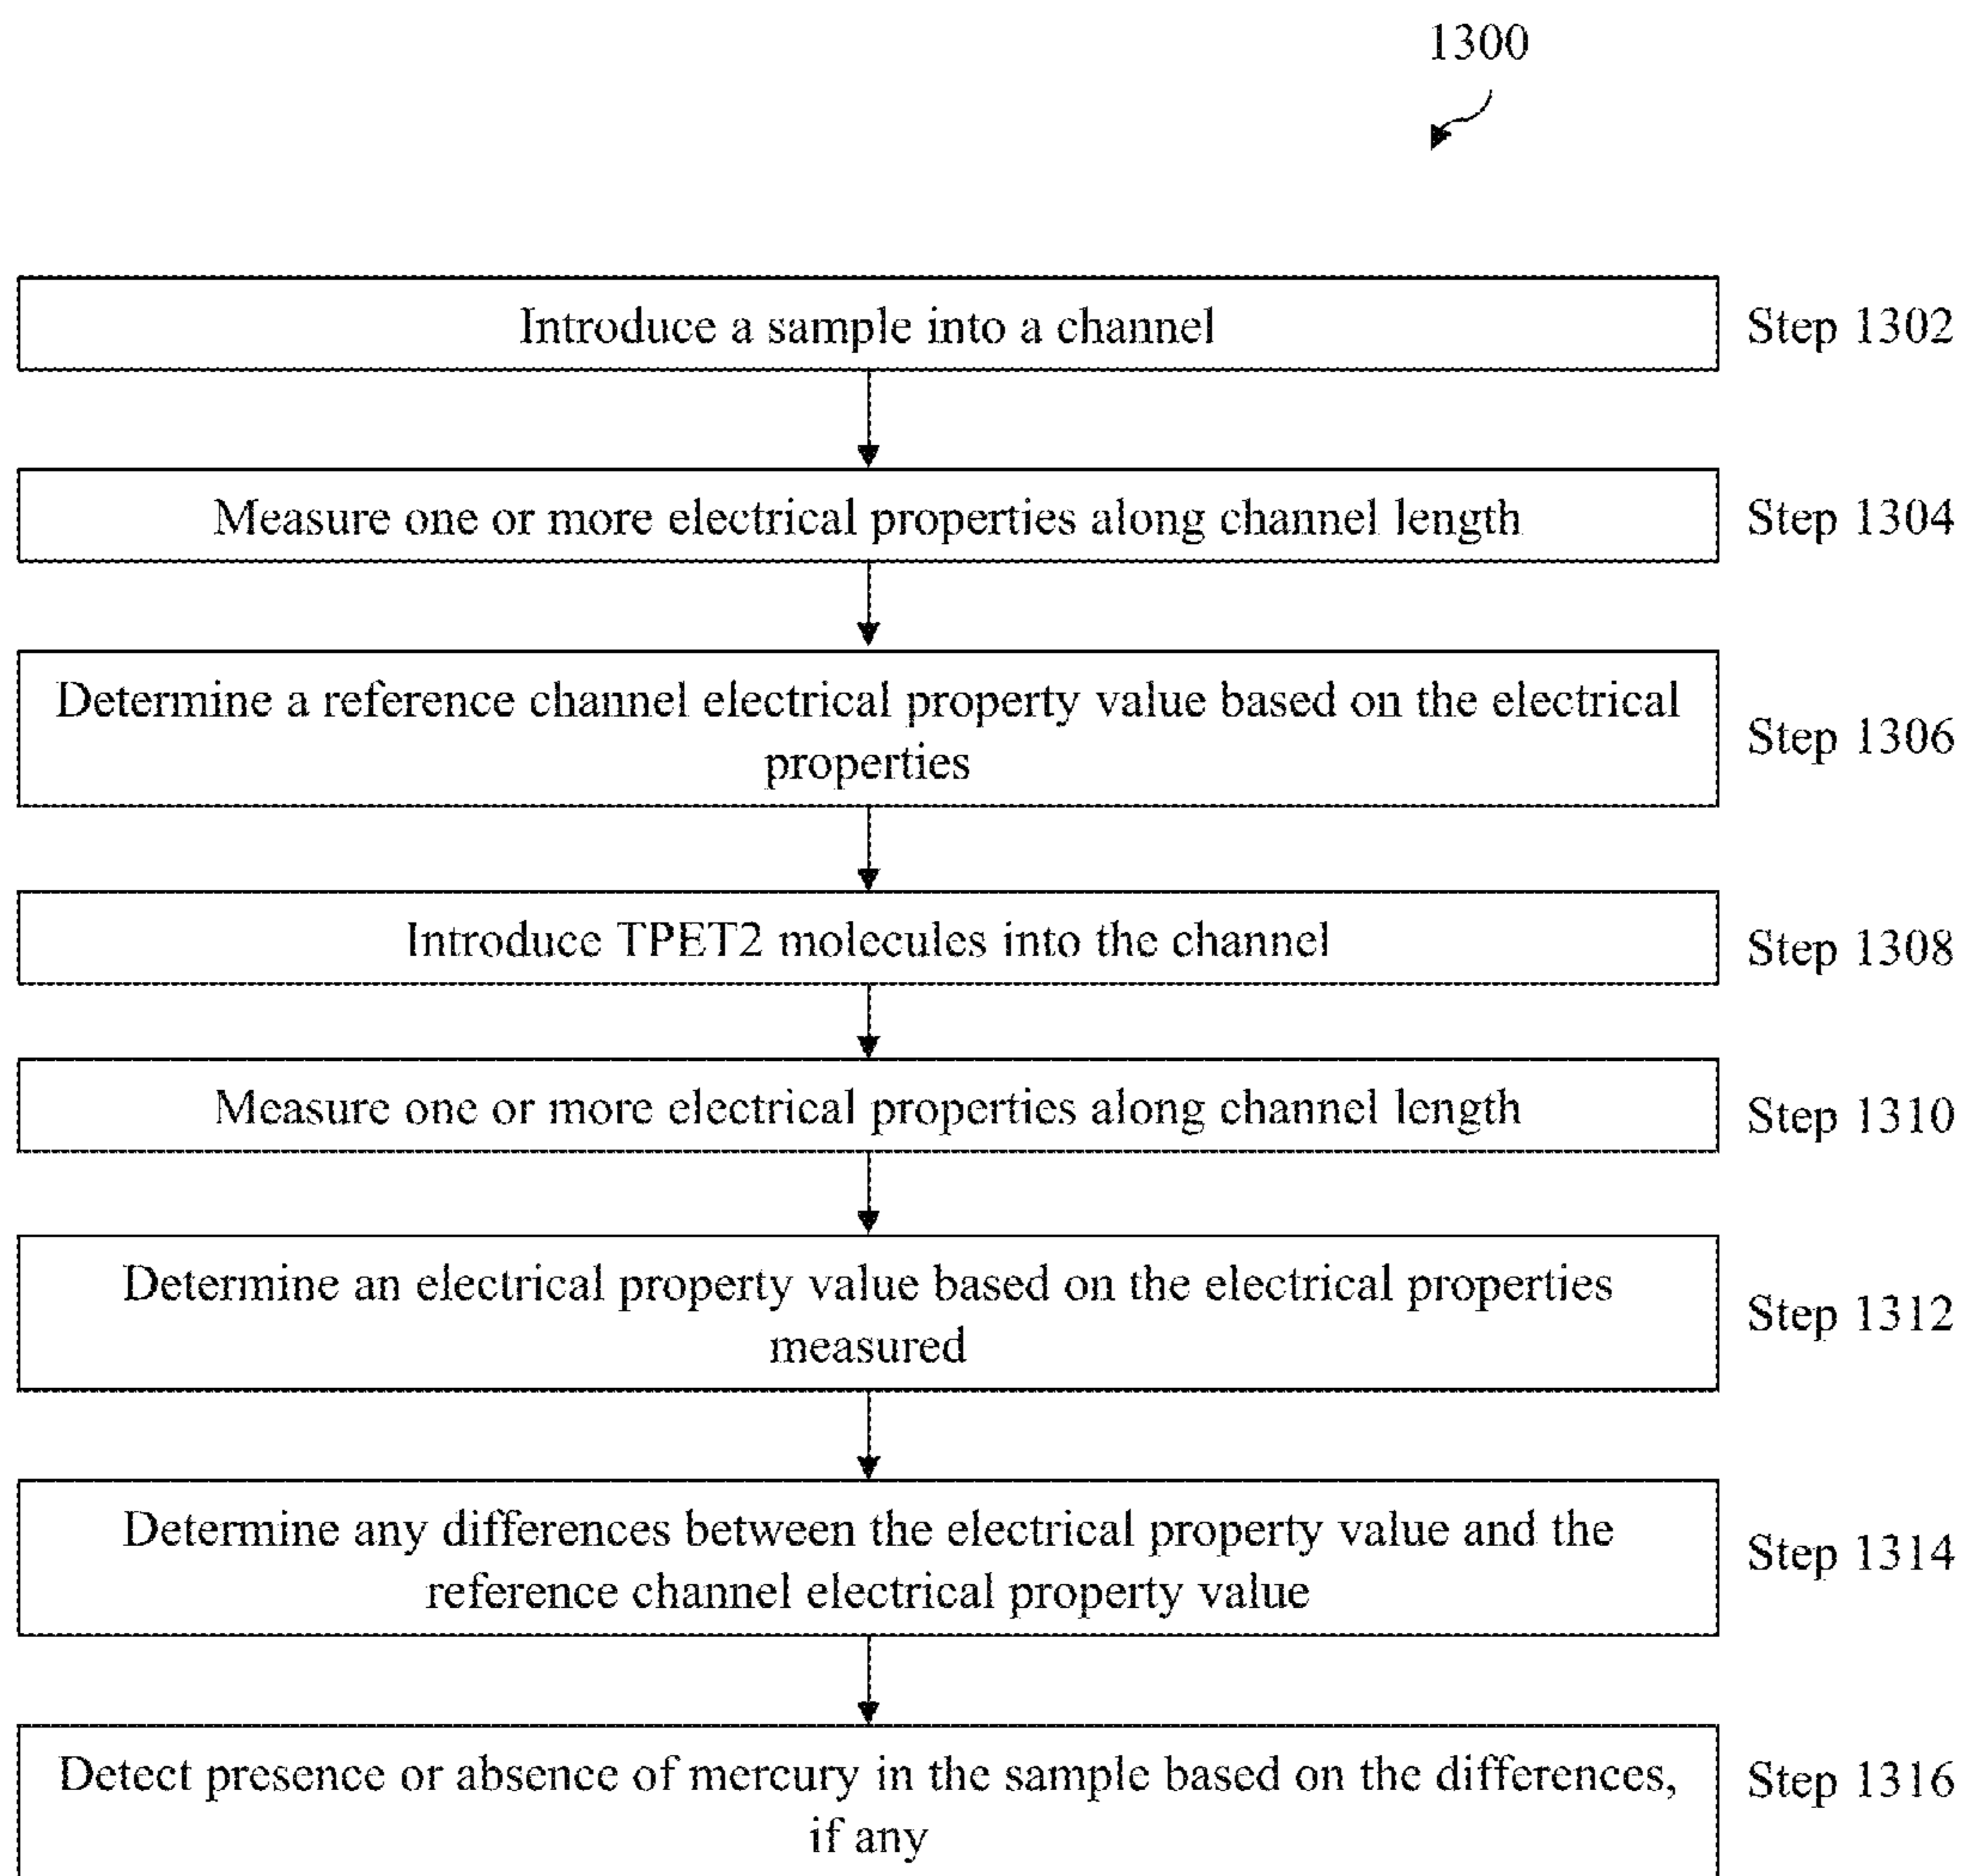 1300
Introduce a sample into a channel
Step 1302
Measure one or more electrical properties along channel length
Step 1304
Determine a reference channel electrical property value based on the electrical
properties
Step 1306
Introduce TPET2 molecules into the channel
Step 1308
Measure one or more electrical properties along channel length
Step 1310
Determine an electrical property value based on the electrical properties
measured
Step 1312
Determine any differences between the electrical property value and the
reference channel electrical property value
Step 1314
Detect presence or absence of mercury in the sample based on the differences,
if any
Step 1316